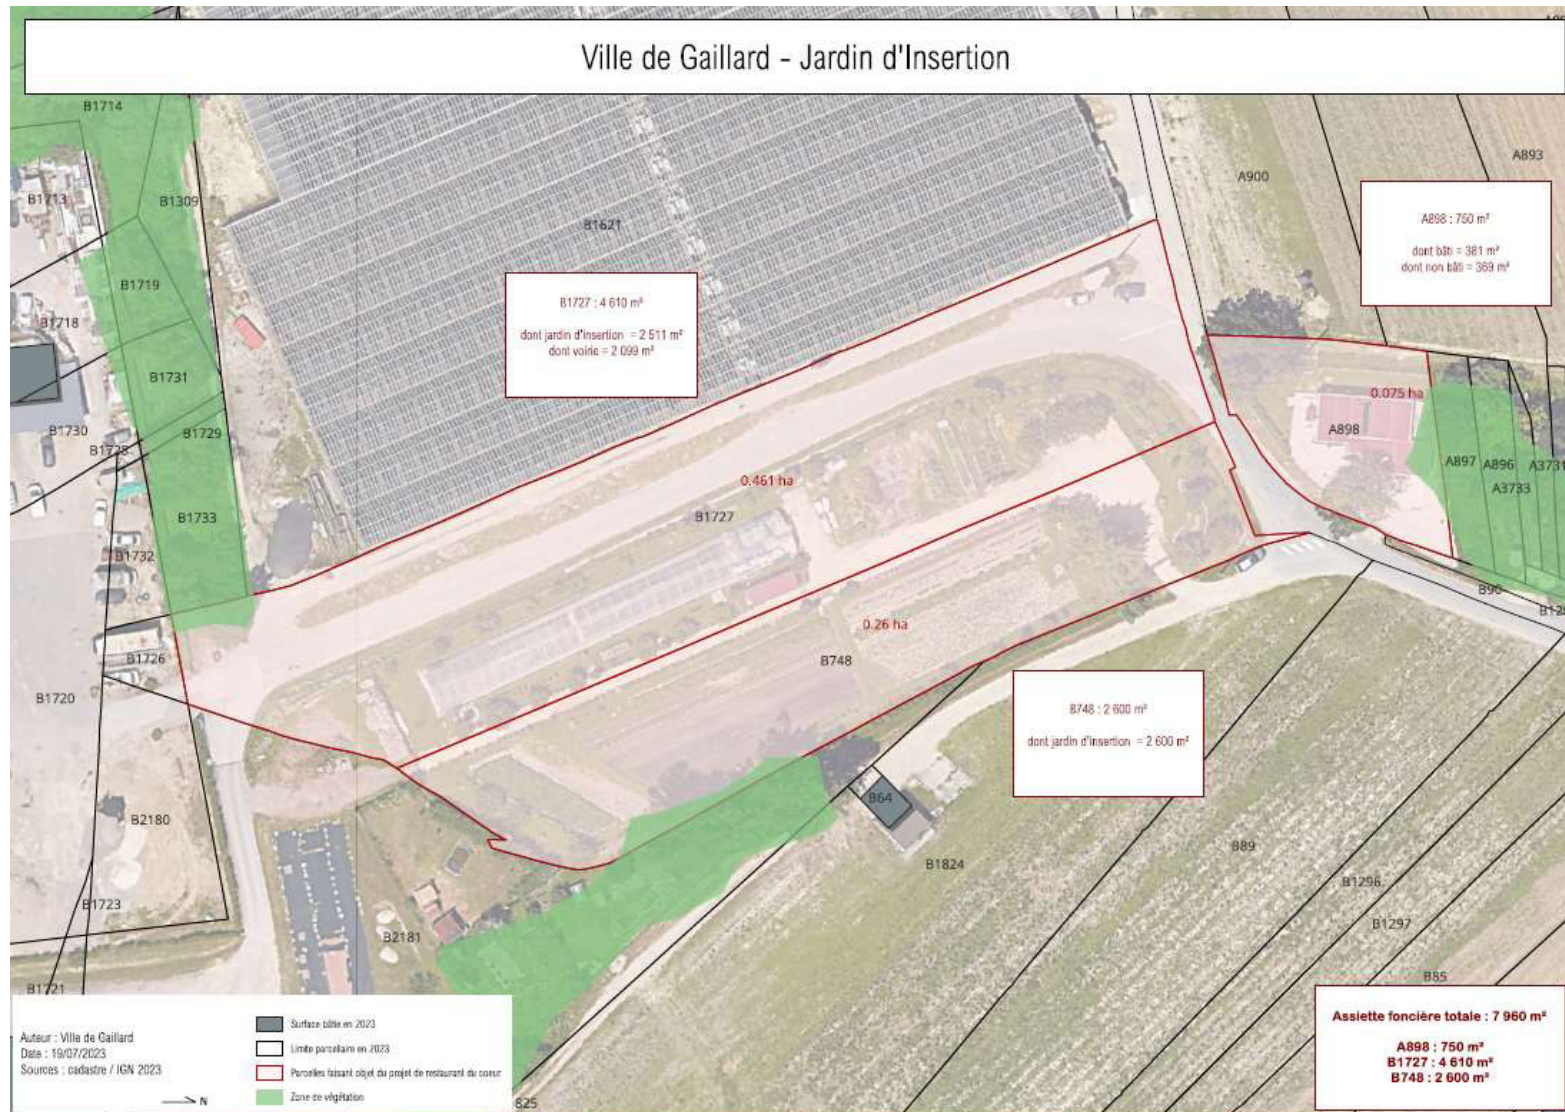 Ville de Gaillard - Jardin d'Insertion
B1714
A893
A900
B1713
B1309
B1621
A898 : 750 m²
dont bâti = 381 m²
dont non bâti = 369 m²
B1719
B1727 : 4 610 m²
dont jardin d'insertion = 2 511 m²
dont voirie = 2 099 m²
B1718
B1731
0.075 ha
B1730
B1729
A898
B1728
A897
A896
A3731
0.461 ha
A3733
B1727
B1733
B1732
B90
0.26 ha
B1726
B748
B1720
B748 : 2 600 m²
dont jardin d'insertion = 2 600 m²
B64
B2180
B89
B1824
B1296
B1723
B1297
B2181
B85
B1721
Assiette foncière totale : 7 960 m²
A898 : 750 m²
B1727 : 4 610 m²
B748 : 2 600 m²
Auteur : Ville de Gaillard
Date : 19/07/2023
Sources : cadastre / IGN 2023
N
Surface bâtie en 2023
Limite parcellaire en 2023
Parcelles faisant objet du projet de restaurant du coeur
Zone de végétation
825